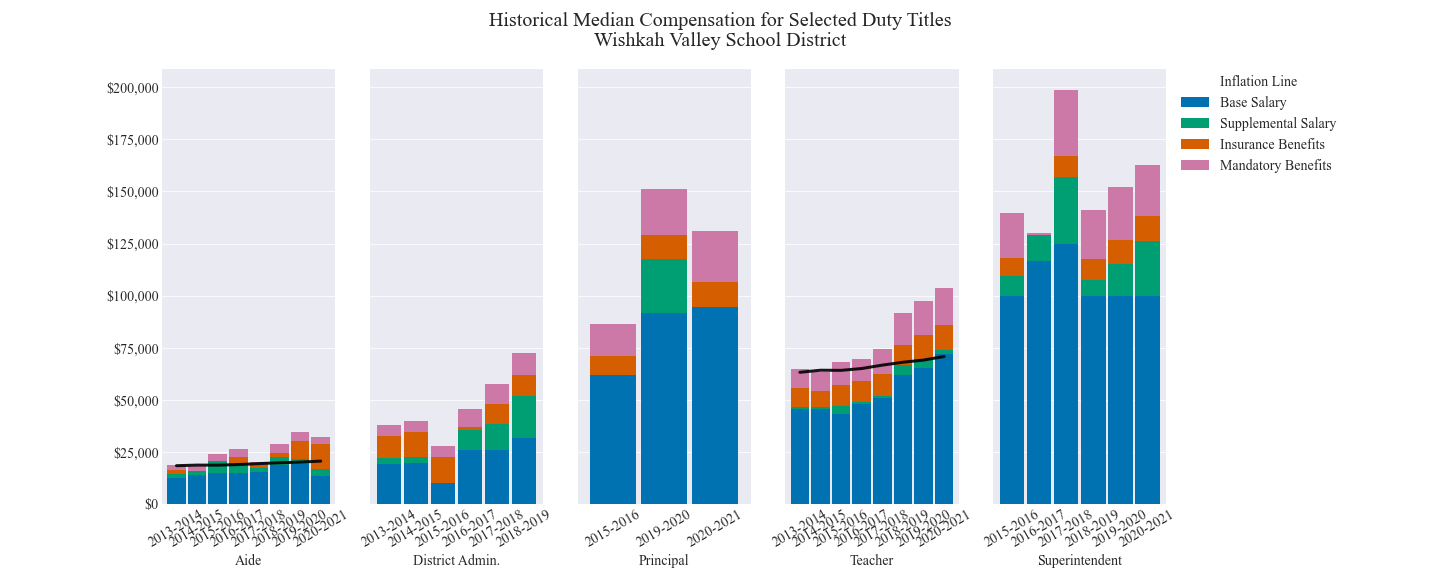 Historical Median Compensation for Selected Duty Titles
Wishkah Valley School District
Inflation Line
Base Salary
Supplemental Salary
Insurance Benefits
Mandatory Benefits
$200,000
$175,000
$150,000
$125,000
$100,000
$75,000
$50,000
$25,000
$0
2013-2014 2014-2015 2015-2016 2016-2017 2017-2018 2018-2019 2019-2020 2020-2021
Aide
2013-2014 2014-2015 2015-2016 2016-2017 2017-2018 2018-2019
District Admin.
2015-2016 2019-2020 2020-2021
Principal
2013-2014 2014-2015 2015-2016 2016-2017 2017-2018 2018-2019 2019-2020 2020-2021
Teacher
2015-2016 2016-2017 2017-2018 2018-2019 2019-2020 2020-2021
Superintendent